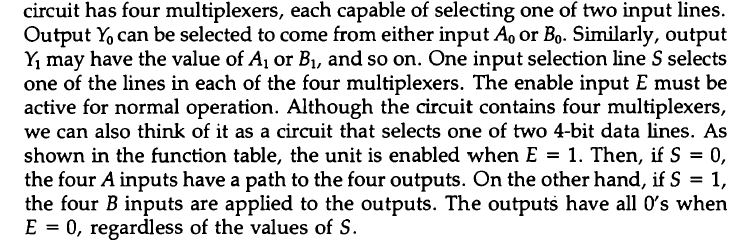 circuit has four multiplexers, each capable of selecting one of two input lines.
Output Y₀ can be selected to come from either input A₀ or B₀. Similarly, output
Y₁ may have the value of A₁ or B₁, and so on. One input selection line S selects
one of the lines in each of the four multiplexers. The enable input E must be
active for normal operation. Although the circuit contains four multiplexers,
we can also think of it as a circuit that selects one of two 4-bit data lines. As
shown in the function table, the unit is enabled when E = 1. Then, if S = 0,
the four A inputs have a path to the four outputs. On the other hand, if S = 1,
the four B inputs are applied to the outputs. The outputs have all 0's when
E = 0, regardless of the values of S.